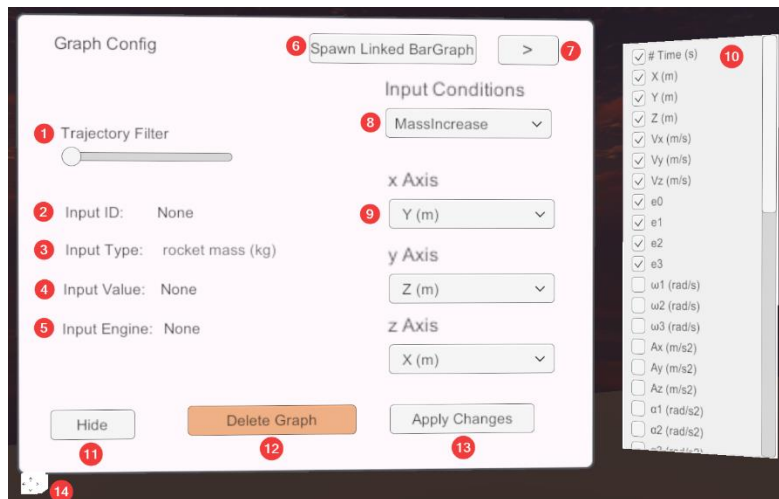 Graph Config
6 Spawn Linked BarGraph > 7
Input Conditions
8 MassIncrease
1 Trajectory Filter
x Axis
2 Input ID: None
9 Y (m)
3 Input Type: rocket mass (kg)
y Axis
4 Input Value: None
Z (m)
5 Input Engine: None
z Axis
X (m)
Hide
Delete Graph
Apply Changes
11
12
13
14
# Time (s) 10
X (m)
Y (m)
Z (m)
Vx (m/s)
Vy (m/s)
Vz (m/s)
e0
e1
e2
e3
ω1 (rad/s)
ω2 (rad/s)
ω3 (rad/s)
Ax (m/s2)
Ay (m/s2)
Az (m/s2)
α1 (rad/s2)
α2 (rad/s2)